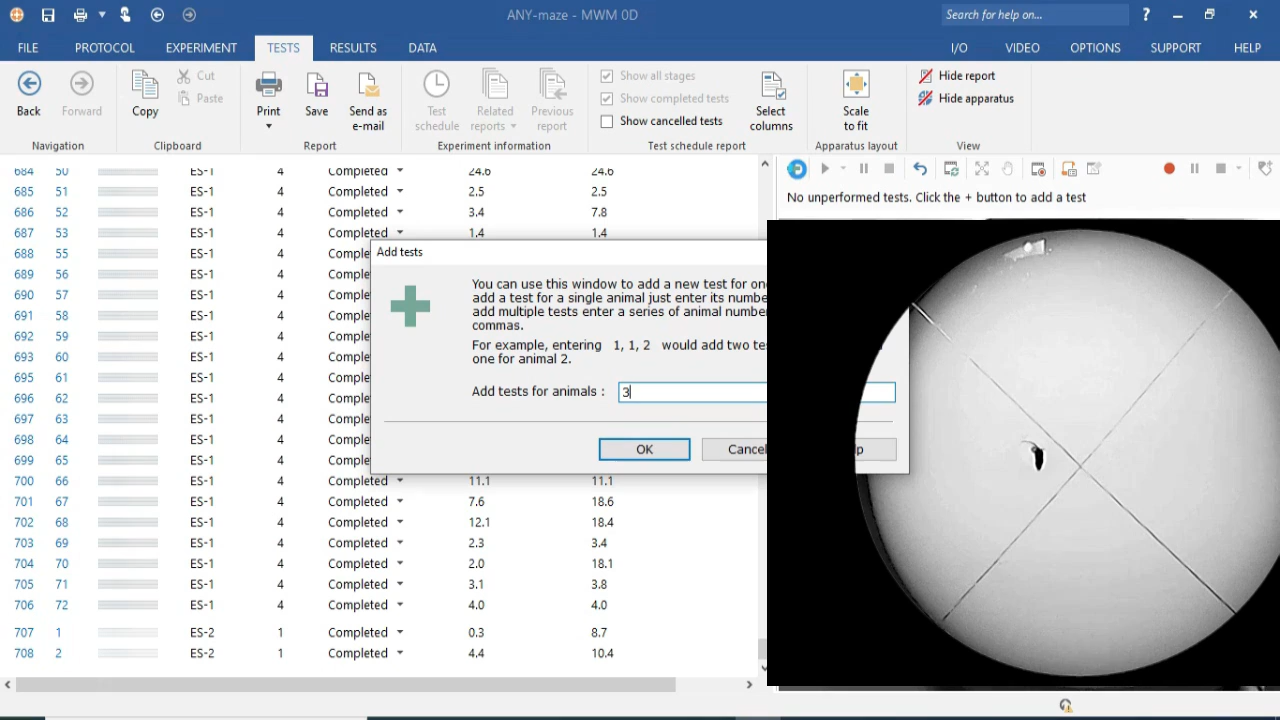 ANY-maze - MWM 0D
Search for help on...
?
FILE PROTOCOL EXPERIMENT TESTS RESULTS DATA I/O VIDEO OPTIONS SUPPORT HELP
Back
Forward
Navigation
Copy
Cut
Paste
Clipboard
Print
Save
Send as
e-mail
Report
Test
schedule
Related
reports
Previous
report
Experiment information
Show all stages
Show completed tests
Show cancelled tests
Select
columns
Test schedule report
Scale
to fit
Apparatus layout
Hide report
Hide apparatus
View
684 50 ES-1 4 Completed 24.6 24.6
685 51 ES-1 4 Completed 2.5 2.5
686 52 ES-1 4 Completed 3.4 7.8
687 53 ES-1 4 Completed 1.4 1.4
688 55 ES-1 4 Comple
689 56 ES-1 4 Comple
690 57 ES-1 4 Comple
691 58 ES-1 4 Comple
692 59 ES-1 4 Comple
693 60 ES-1 4 Comple
695 61 ES-1 4 Comple
696 62 ES-1 4 Comple
697 63 ES-1 4 Comple
698 64 ES-1 4 Comple
699 65 ES-1 4 Comple
700 66 ES-1 4 Completed 11.1 11.1
701 67 ES-1 4 Completed 7.6 18.6
702 68 ES-1 4 Completed 12.1 18.4
703 69 ES-1 4 Completed 2.3 3.4
704 70 ES-1 4 Completed 2.0 18.1
705 71 ES-1 4 Completed 3.1 3.8
706 72 ES-1 4 Completed 4.0 4.0
707 1 ES-2 1 Completed 0.3 8.7
708 2 ES-2 1 Completed 4.4 10.4
Add tests
You can use this window to add a new test for one
add a test for a single animal just enter its numbe
add multiple tests enter a series of animal number
commas.
For example, entering 1, 1, 2 would add two te
one for animal 2.
Add tests for animals : 3
OK
Cancel
No unperformed tests. Click the + button to add a test